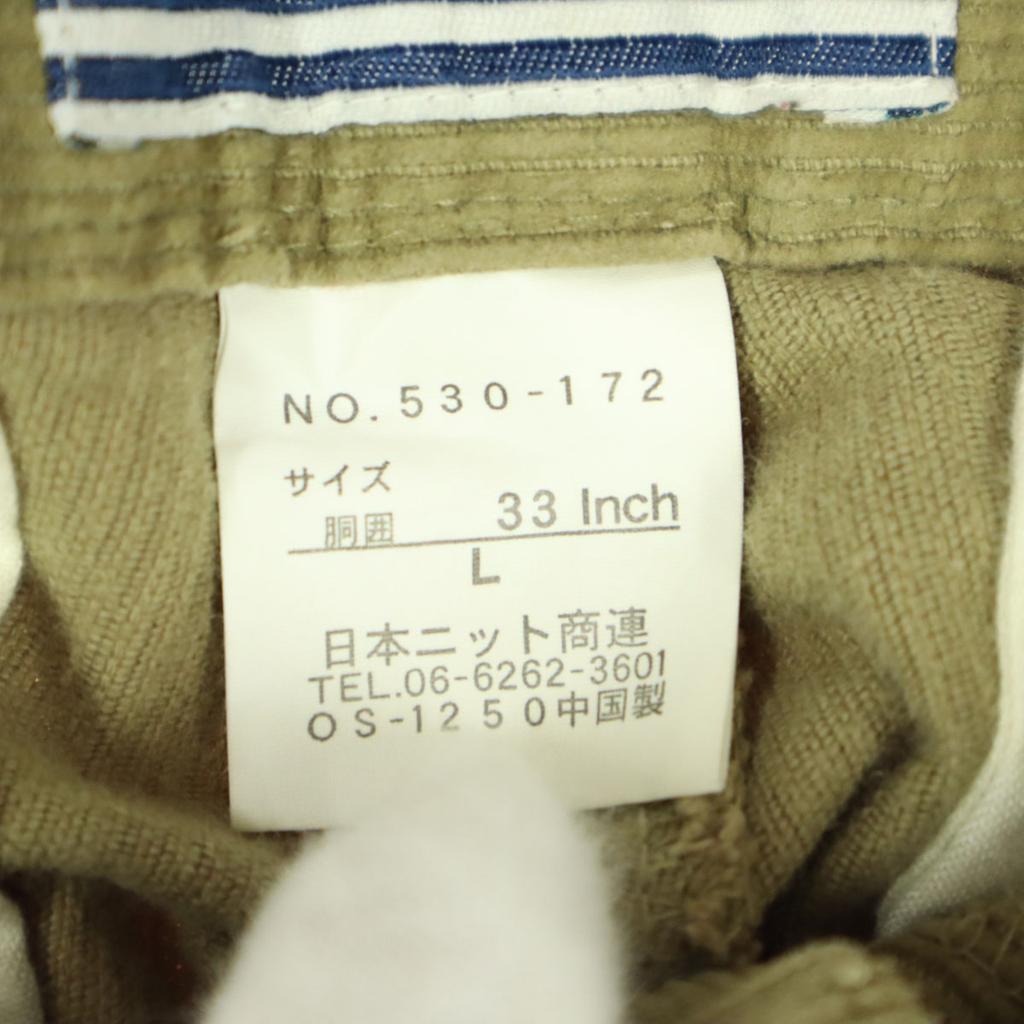 NO. 530-172
サイズ
胴囲 33 Inch
L
日本ニット商連
TEL.06-6262-3601
OS-1250中国製